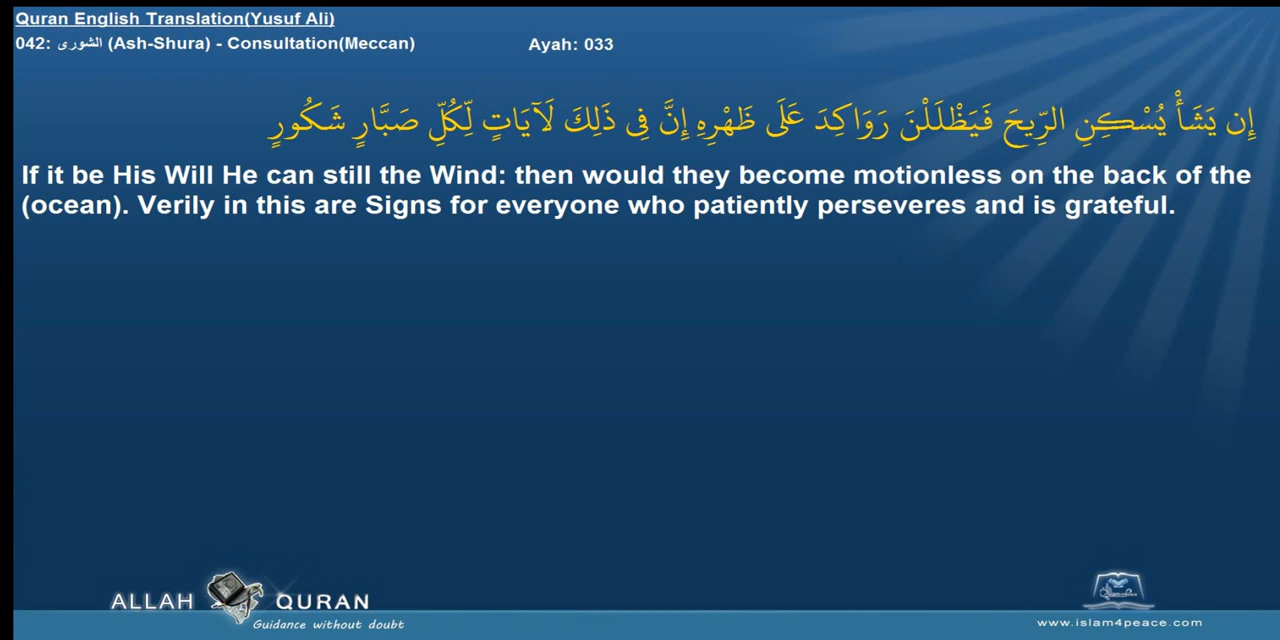 Quran English Translation(Yusuf Ali)
042: الشورى (Ash-Shura) - Consultation(Meccan) Ayah: 033
إِن يَشَأْ يُسْكِنِ الرِّيحَ فَيَظْلَلْنَ رَوَاكِدَ عَلَى ظَهْرِهِ إِنَّ فِي ذَلِكَ لَآيَاتٍ لِّكُلِّ صَبَّارٍ شَكُورٍ
If it be His Will He can still the Wind: then would they become motionless on the back of the
(ocean). Verily in this are Signs for everyone who patiently perseveres and is grateful.
ALLAH QURAN
Guidance without doubt
www.islam4peace.com